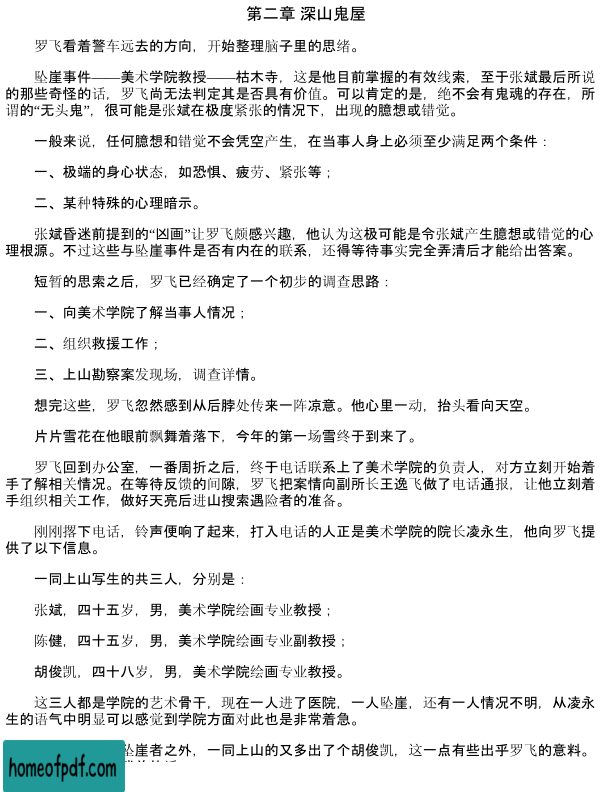 第二章 深山鬼屋
罗飞看着警车远去的方向，开始整理脑子里的思绪。
坠崖事件——美术学院教授——枯木寺，这是他目前掌握的有效线索，至于张斌最后所说
的那些奇怪的话，罗飞尚无法判定其是否具有价值。可以肯定的是，绝不会有鬼魂的存在，所
谓的“无头鬼”，很可能是张斌在极度紧张的情况下，出现的臆想或错觉。
一般来说，任何臆想和错觉不会凭空产生，在当事人身上必须至少满足两个条件：
一、极端的身心状态，如恐惧、疲劳、紧张等；
二、某种特殊的心理暗示。
张斌昏迷前提到的“凶画”让罗飞颇感兴趣，他认为这极可能是令张斌产生臆想或错觉的心
理根源。不过这些与坠崖事件是否有内在的联系，还得等待事实完全弄清后才能给出答案。
短暂的思索之后，罗飞已经确定了一个初步的调查思路：
一、向美术学院了解当事人情况；
二、组织救援工作；
三、上山勘察案发现场，调查详情。
想完这些，罗飞忽然感到从后脖处传来一阵凉意。他心里一动，抬头看向天空。
片片雪花在他眼前飘舞着落下，今年的第一场雪终于到来了。
罗飞回到办公室，一番周折之后，终于电话联系上了美术学院的负责人，对方立刻开始着
手了解相关情况。在等待反馈的间隙，罗飞把案情向副所长王逸飞做了电话通报，让他立刻着
手组织相关工作，做好天亮后进山搜索遇险者的准备。
刚刚撂下电话，铃声便响了起来，打入电话的人正是美术学院的院长凌永生，他向罗飞提
供了以下信息。
一同上山写生的共三人，分别是：
张斌，四十五岁，男，美术学院绘画专业教授；
陈健，四十五岁，男，美术学院绘画专业副教授；
胡俊凯，四十八岁，男，美术学院绘画专业教授。
这三人都是学院的艺术骨干，现在一人进了医院，一人坠崖，还有一人情况不明，从凌永
生的语气中明显可以感觉到学院方面对此也是非常着急。
坠崖者之外，一同上山的又多出了个胡俊凯，这一点有些出乎罗飞的意料。
homeofpdf.com